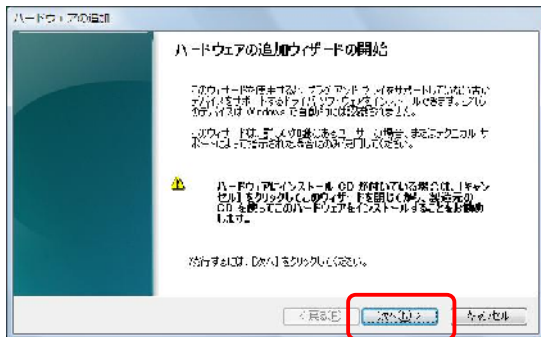 ハードウェアの追加
ハードウェアの追加ウィザードの開始
このウィザードを使用すると、プラグ アンド プレイをサポートしていない古い
デバイスをサポートするドライバ ソフトウェアをインストールできます。これら
のデバイスは Windows で自動的には認識されません。
このウィザードは、詳しい知識のあるユーザーの場合、またはテクニカル サ
ポートによって指示された場合にのみ使用してください。
ハードウェアにインストール CD が付いている場合は、[キャン
セル] をクリックしてこのウィザードを閉じてから、製造元の
CD を使ってこのハードウェアをインストールすることをお勧め
します。
続行するには、[次へ] をクリックしてください。
< 戻る(B) 次へ(N) > キャンセル